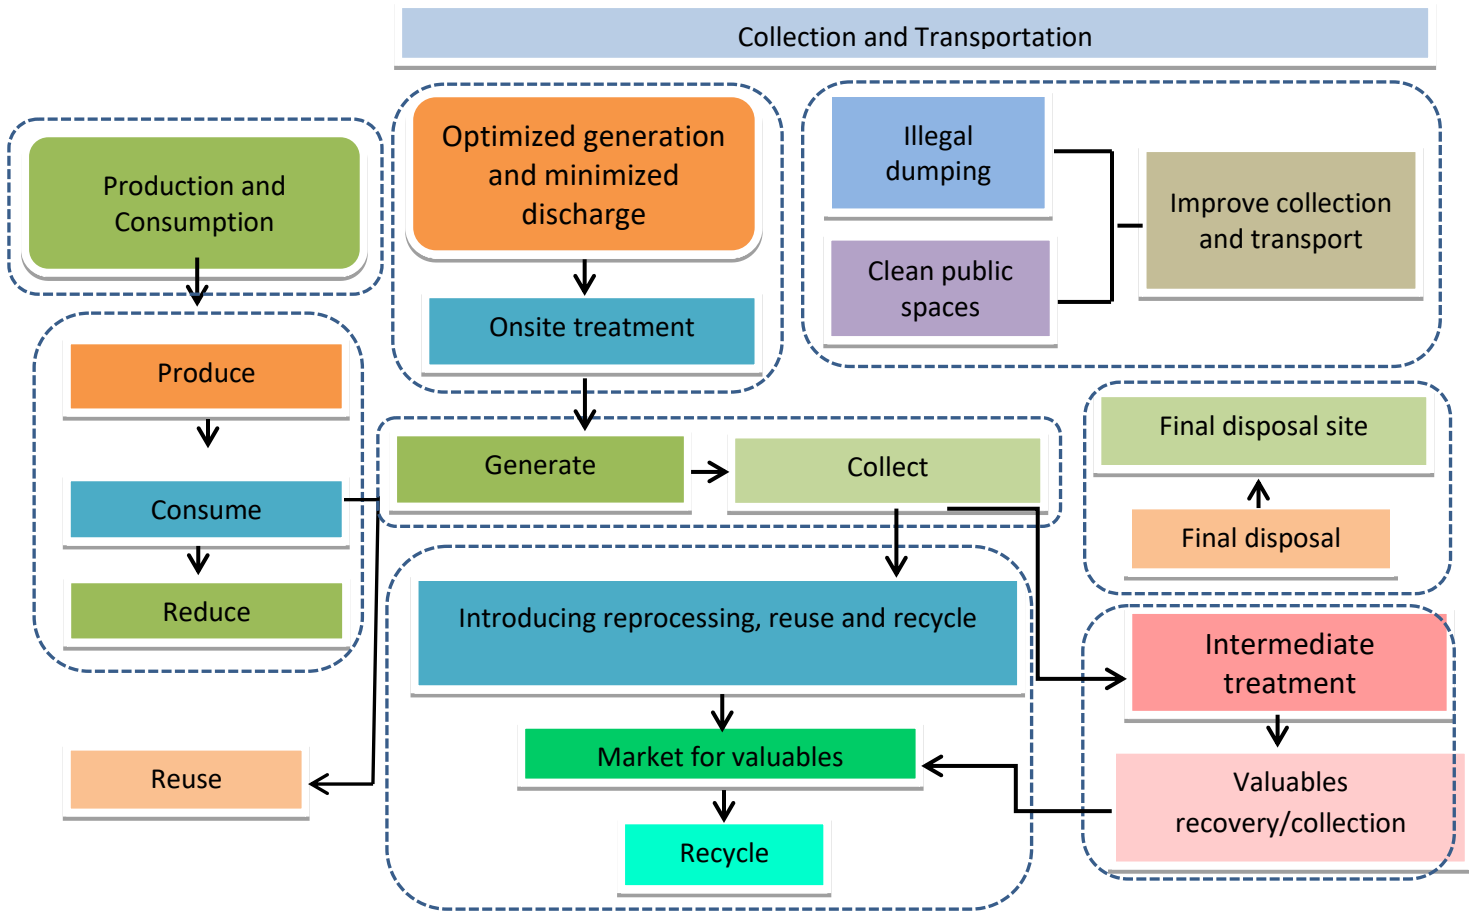 Collection and Transportation
Production and
Consumption
Optimized generation
and minimized
discharge
Illegal
dumping
Improve collection
and transport
Clean public
spaces
Onsite treatment
Produce
Consume
Reduce
Reuse
Generate
Collect
Final disposal site
Final disposal
Introducing reprocessing, reuse and recycle
Market for valuables
Recycle
Intermediate
treatment
Valuables
recovery/collection